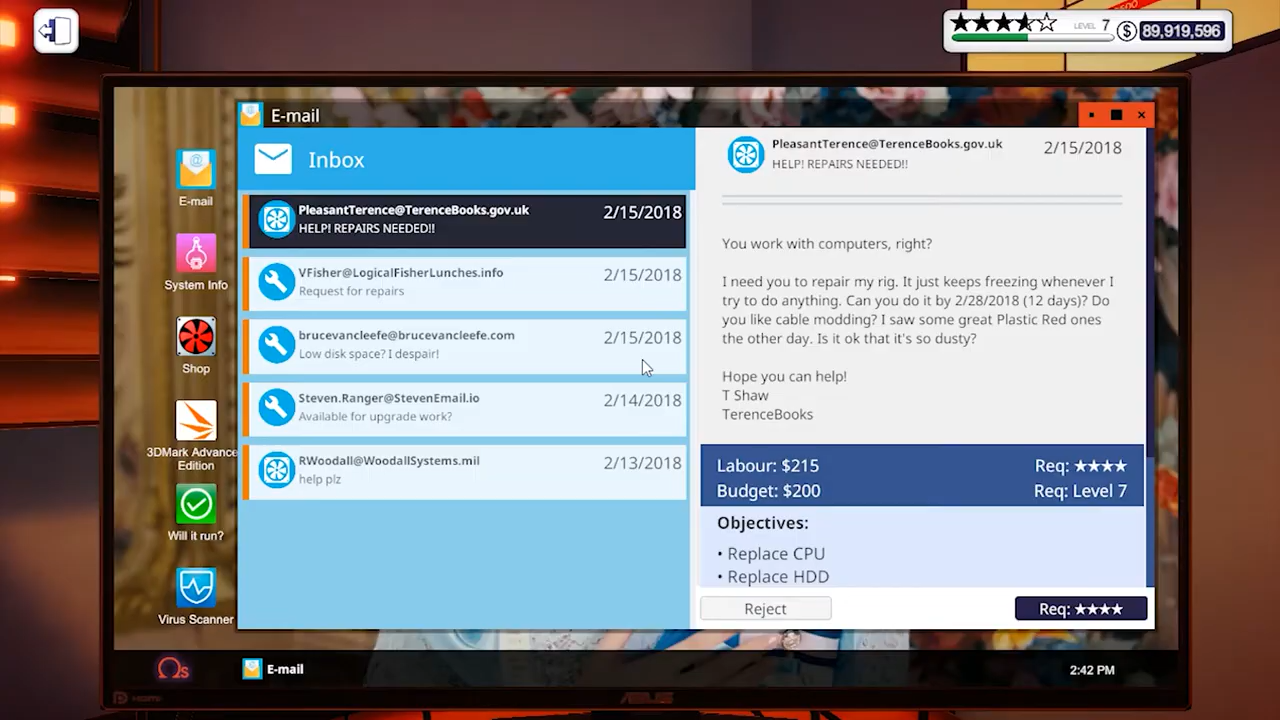 LEVEL 7
$ 89,919,596
E-mail
Inbox
PleasantTerence@TerenceBooks.gov.uk 2/15/2018
HELP! REPAIRS NEEDED!!
VFisher@LogicalFisherLunches.info 2/15/2018
Request for repairs
brucevancleefe@brucevancleefe.com 2/15/2018
Low disk space? I despair!
Steven.Ranger@StevenEmail.io 2/14/2018
Available for upgrade work?
RWoodall@WoodallSystems.mil 2/13/2018
help plz
PleasantTerence@TerenceBooks.gov.uk 2/15/2018
HELP! REPAIRS NEEDED!!
You work with computers, right?
I need you to repair my rig. It just keeps freezing whenever I
try to do anything. Can you do it by 2/28/2018 (12 days)? Do
you like cable modding? I saw some great Plastic Red ones
the other day. Is it ok that it's so dusty?
Hope you can help!
T Shaw
TerenceBooks
Labour: $215 Req: ★★★★
Budget: $200 Req: Level 7
Objectives:
• Replace CPU
• Replace HDD
Reject Req: ★★★★
E-mail
System Info
Shop
3DMark Advance
Edition
Will it run?
Virus Scanner
Ωs E-mail 2:42 PM
HDMI
ASUS